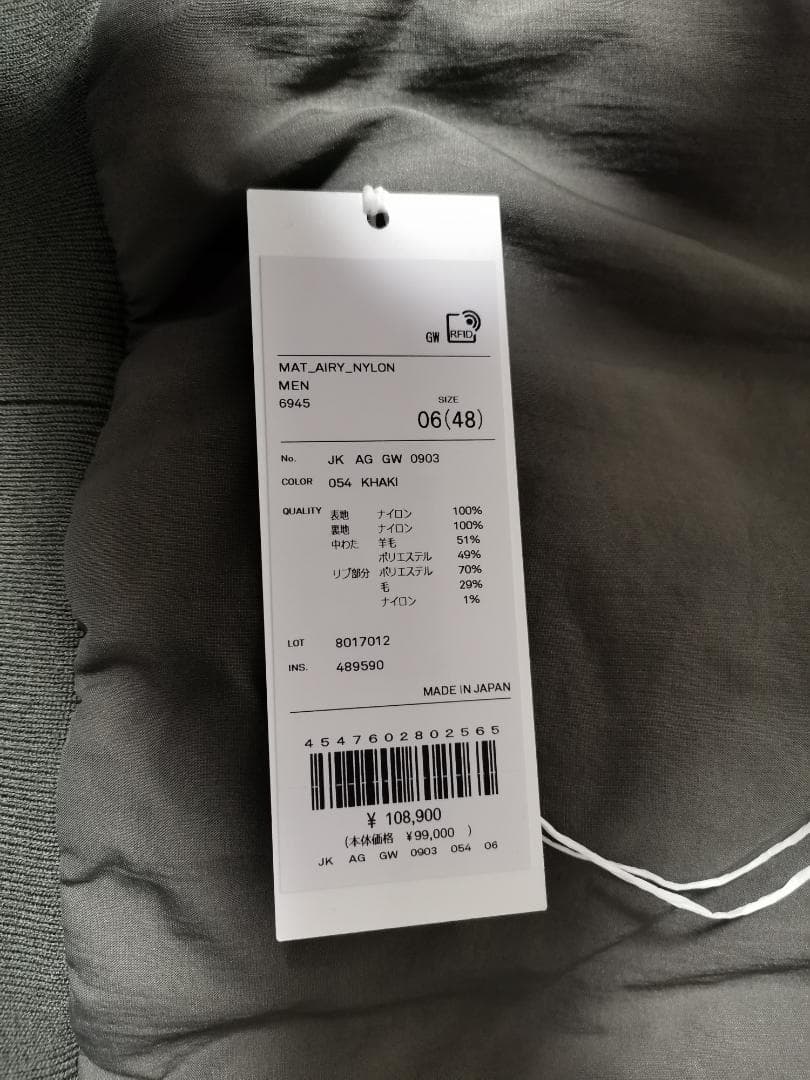 GW RFID
MAT_AIRY_NYLON
MEN
6945
SIZE
06(48)
No. JK AG GW 0903
COLOR 054 KHAKI
QUALITY 表地 ナイロン 100%
裏地 ナイロン 100%
中わた 羊毛 51%
ポリエステル 49%
リブ部分 ポリエステル 70%
毛 29%
ナイロン 1%
LOT 8017012
INS. 489590
MADE IN JAPAN
4547602802565
¥ 108,900
(本体価格 ¥99,000 )
JK AG GW 0903 054 06